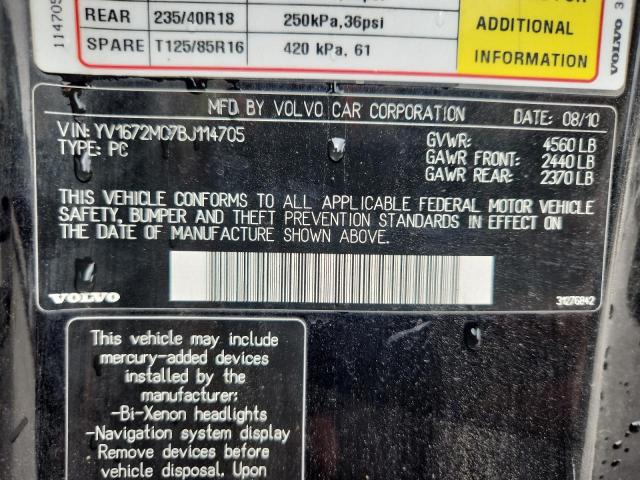 REAR 235/40R18 250kPa,36psi
SPARE T125/85R16 420 kPa, 61
ADDITIONAL
INFORMATION
VOLVO 3
114705
MFD BY VOLVO CAR CORPORATION DATE: 08/10
VIN: YV1672MC7BJ114705
TYPE: PC
GVWR: 4560 LB
GAWR FRONT: 2440 LB
GAWR REAR: 2370 LB
THIS VEHICLE CONFORMS TO ALL APPLICABLE FEDERAL MOTOR VEHICLE
SAFETY, BUMPER AND THEFT PREVENTION STANDARDS IN EFFECT ON
THE DATE OF MANUFACTURE SHOWN ABOVE.
VOLVO
31276842
This vehicle may include
mercury-added devices
installed by the
manufacturer:
-Bi-Xenon headlights
-Navigation system display
Remove devices before
vehicle disposal. Upon